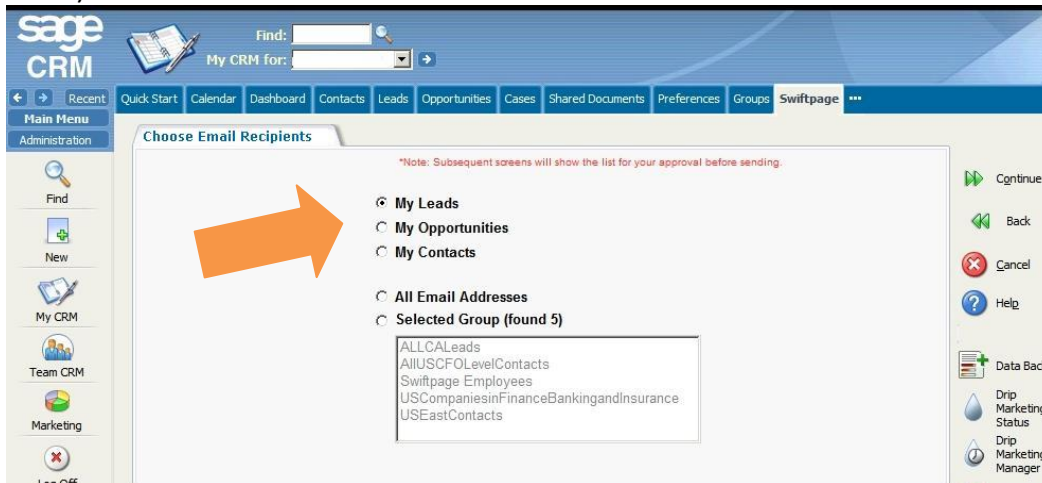 sage
CRM
Find:
My CRM for:
Recent
Quick Start Calendar Dashboard Contacts Leads Opportunities Cases Shared Documents Preferences Groups Swiftpage
Main Menu
Administration
Choose Email Recipients
*Note: Subsequent screens will show the list for your approval before sending.
Find
New
My CRM
Team CRM
Marketing
My Leads
My Opportunities
My Contacts
All Email Addresses
Selected Group (found 5)
ALLCALeads
AllUSCFOLevelContacts
Swiftpage Employees
USCompaniesinFinanceBankingandInsurance
USEastContacts
Continue
Back
Cancel
Help
Data Bac
Drip
Marketing
Status
Drip
Marketing
Manager